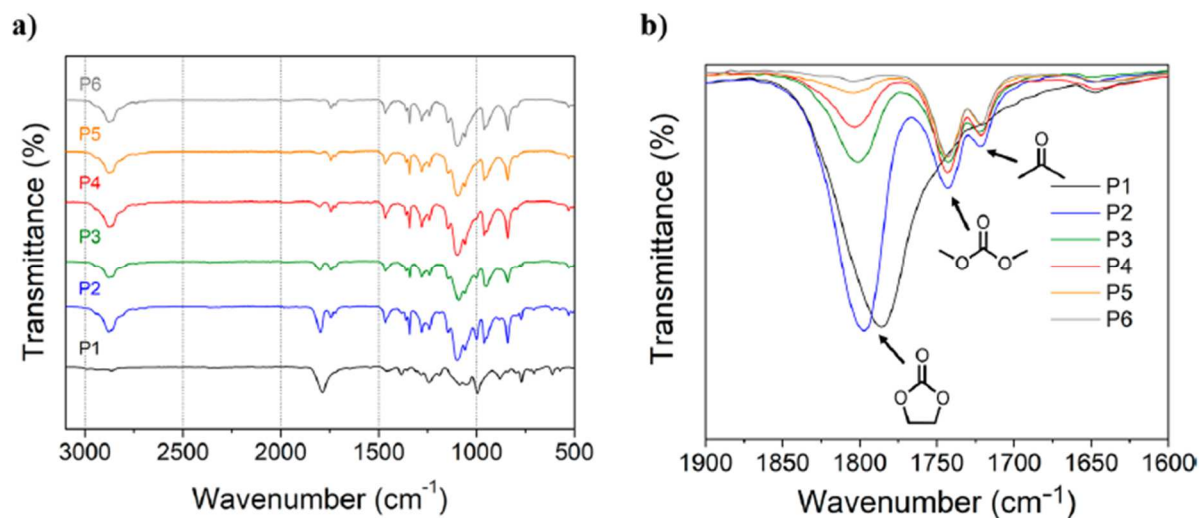 a)
P6
P5
P4
P3
P2
P1
Transmittance (%)
3000 2500 2000 1500 1000 500
Wavenumber (cm⁻¹)
b)
O
O
O O
O
O O
P1
P2
P3
P4
P5
P6
Transmittance (%)
1900 1850 1800 1750 1700 1650 1600
Wavenumber (cm⁻¹)